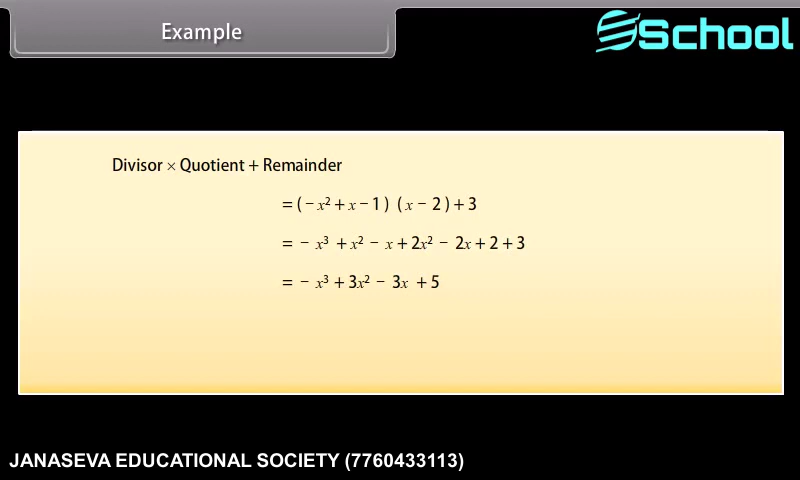 Example
School
Divisor × Quotient + Remainder
= ( − x² + x − 1 ) ( x − 2 ) + 3
= − x³ + x² − x + 2x² − 2x + 2 + 3
= − x³ + 3x² − 3x + 5
JANASEVA EDUCATIONAL SOCIETY (7760433113)